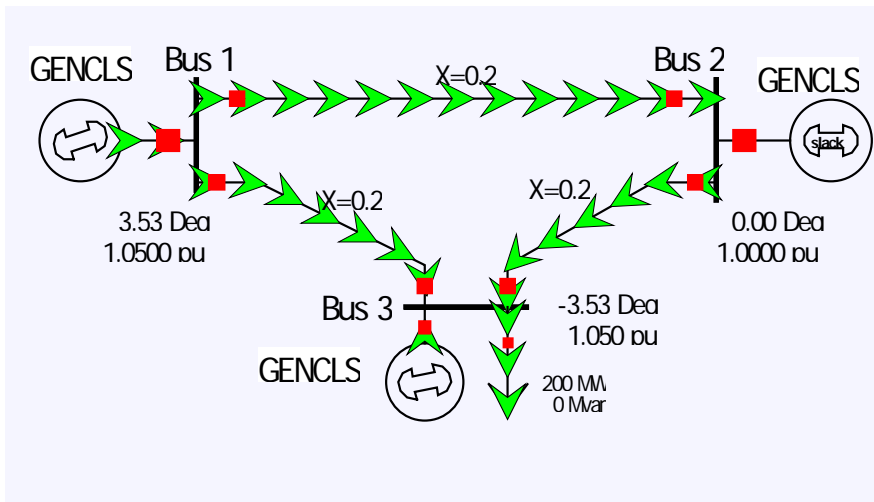 Bus 1
X=0.2
Bus 2
GENCLS
GENCLS
slack
X=0.2
X=0.2
3.53 Deg
1.0500 pu
0.00 Deg
1.0000 pu
Bus 3
-3.53 Deg
1.050 pu
GENCLS
200 MW
0 Mvar